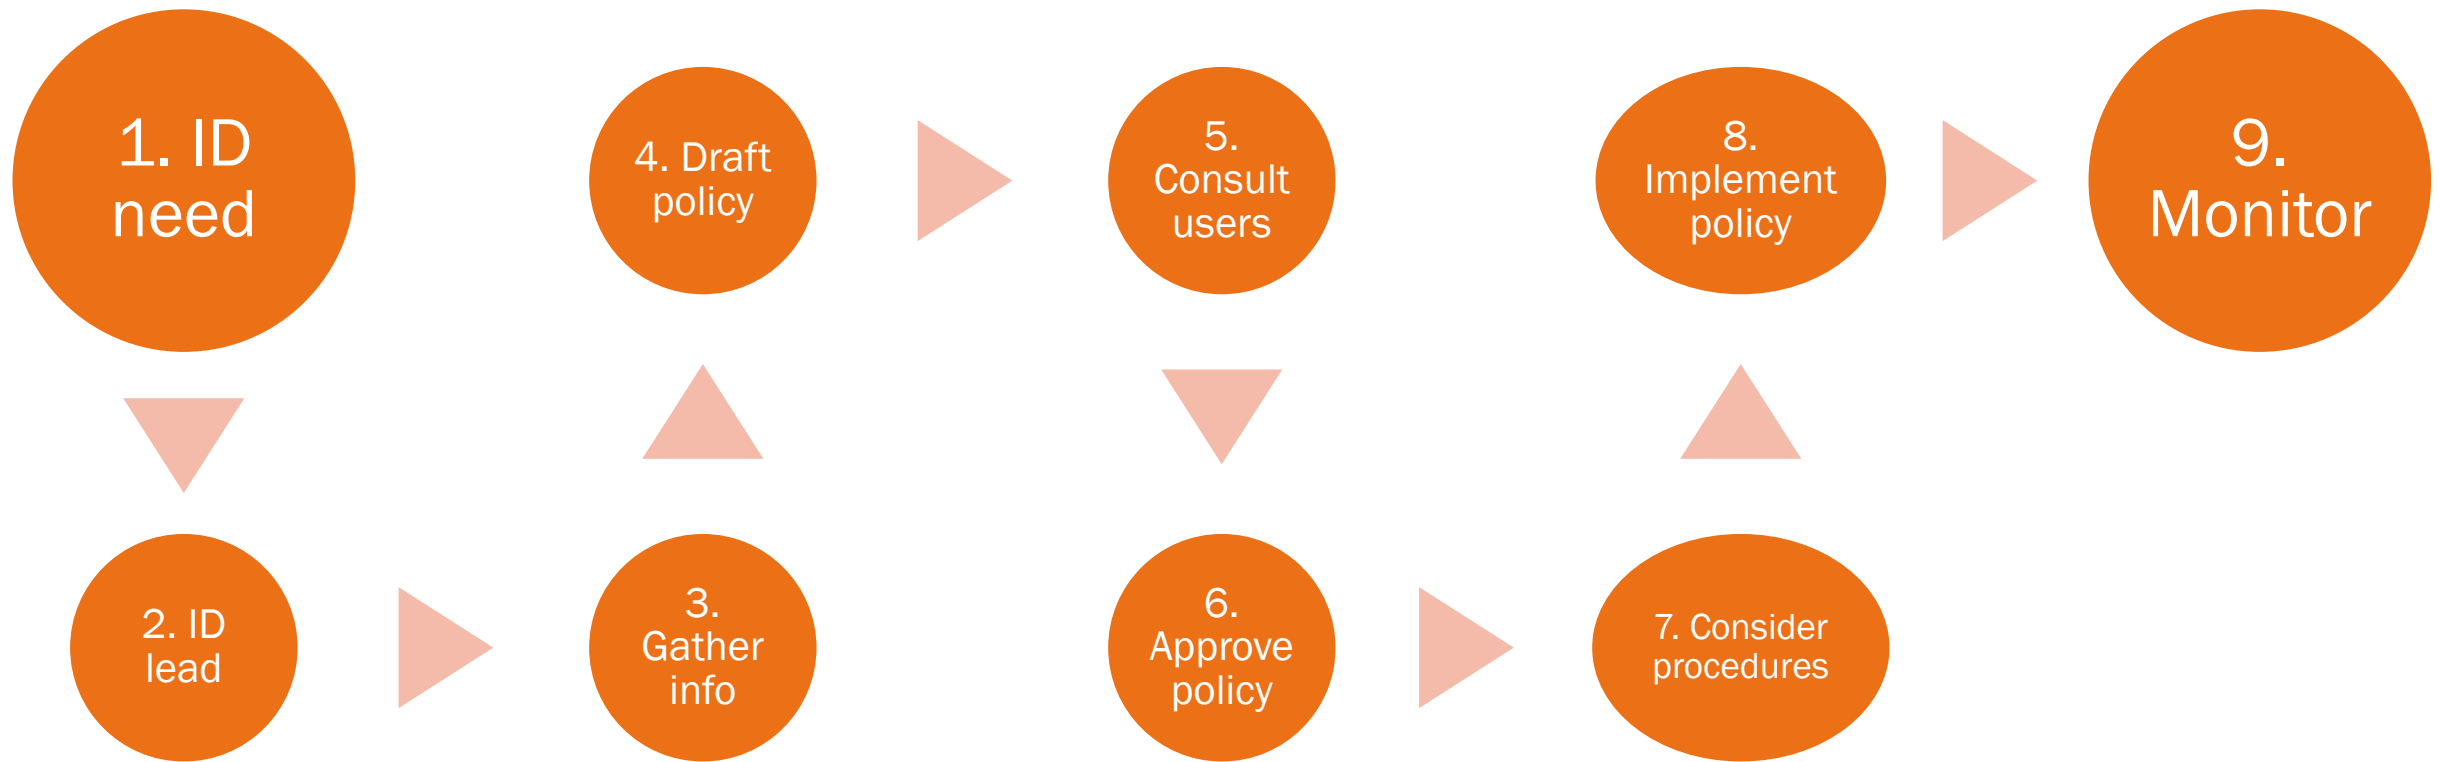 1. ID
need
2. ID
lead
3.
Gather
info
4. Draft
policy
5.
Consult
users
6.
Approve
policy
7. Consider
procedures
8.
Implement
policy
9.
Monitor